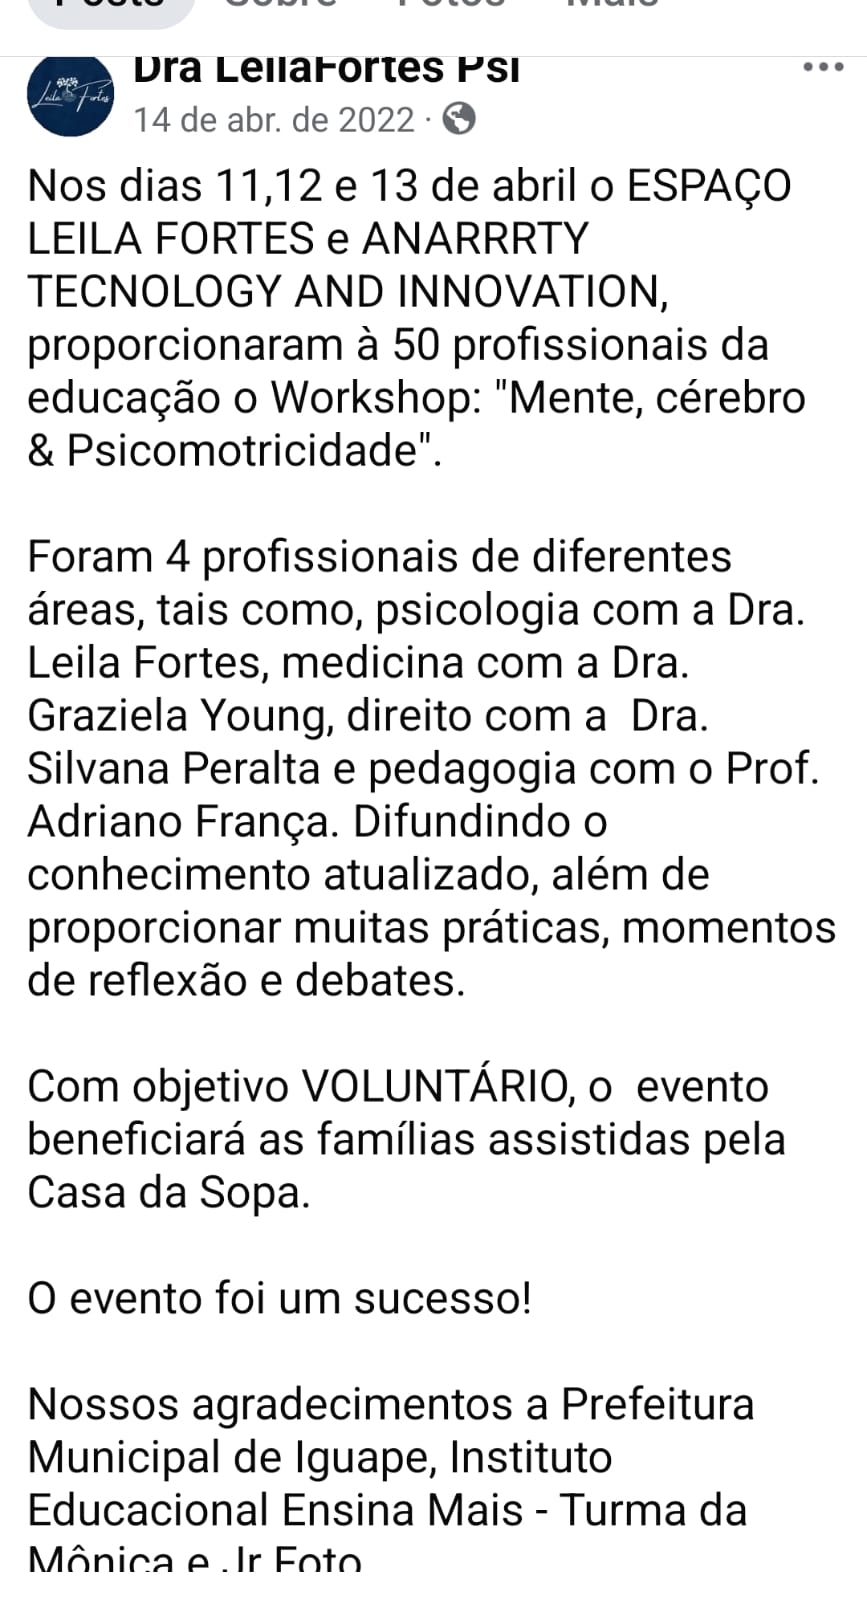 Posts Sobre Fotos Mais
Dra LeilaFortes Psi
Leila Fortes
14 de abr. de 2022 ·
Nos dias 11,12 e 13 de abril o ESPAÇO
LEILA FORTES e ANARRRTY
TECNOLOGY AND INNOVATION,
proporcionaram à 50 profissionais da
educação o Workshop: "Mente, cérebro
& Psicomotricidade".
Foram 4 profissionais de diferentes
áreas, tais como, psicologia com a Dra.
Leila Fortes, medicina com a Dra.
Graziela Young, direito com a  Dra.
Silvana Peralta e pedagogia com o Prof.
Adriano França. Difundindo o
conhecimento atualizado, além de
proporcionar muitas práticas, momentos
de reflexão e debates.
Com objetivo VOLUNTÁRIO, o  evento
beneficiará as famílias assistidas pela
Casa da Sopa.
O evento foi um sucesso!
Nossos agradecimentos a Prefeitura
Municipal de Iguape, Instituto
Educacional Ensina Mais - Turma da
Mônica e Jr Foto